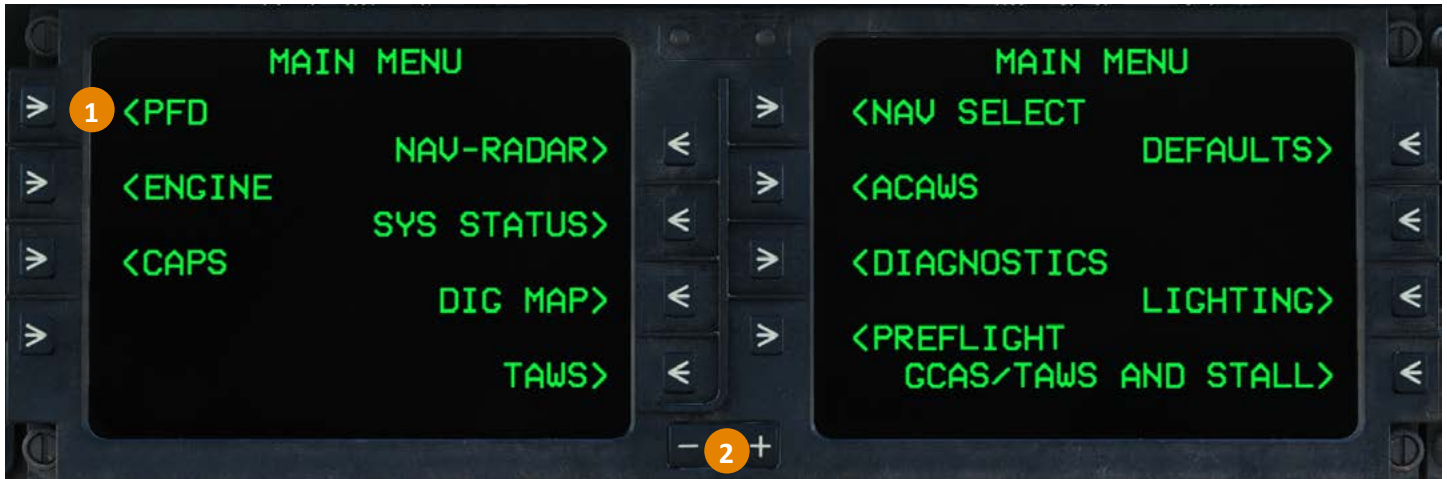 MAIN MENU
<PFD
NAV-RADAR>
<ENGINE
SYS STATUS>
<CAPS
DIG MAP>
TAWS>
MAIN MENU
<NAV SELECT
DEFAULTS>
<ACAWS
<DIAGNOSTICS
LIGHTING>
<PREFLIGHT
GCAS/TAWS AND STALL>
1
- 2 +